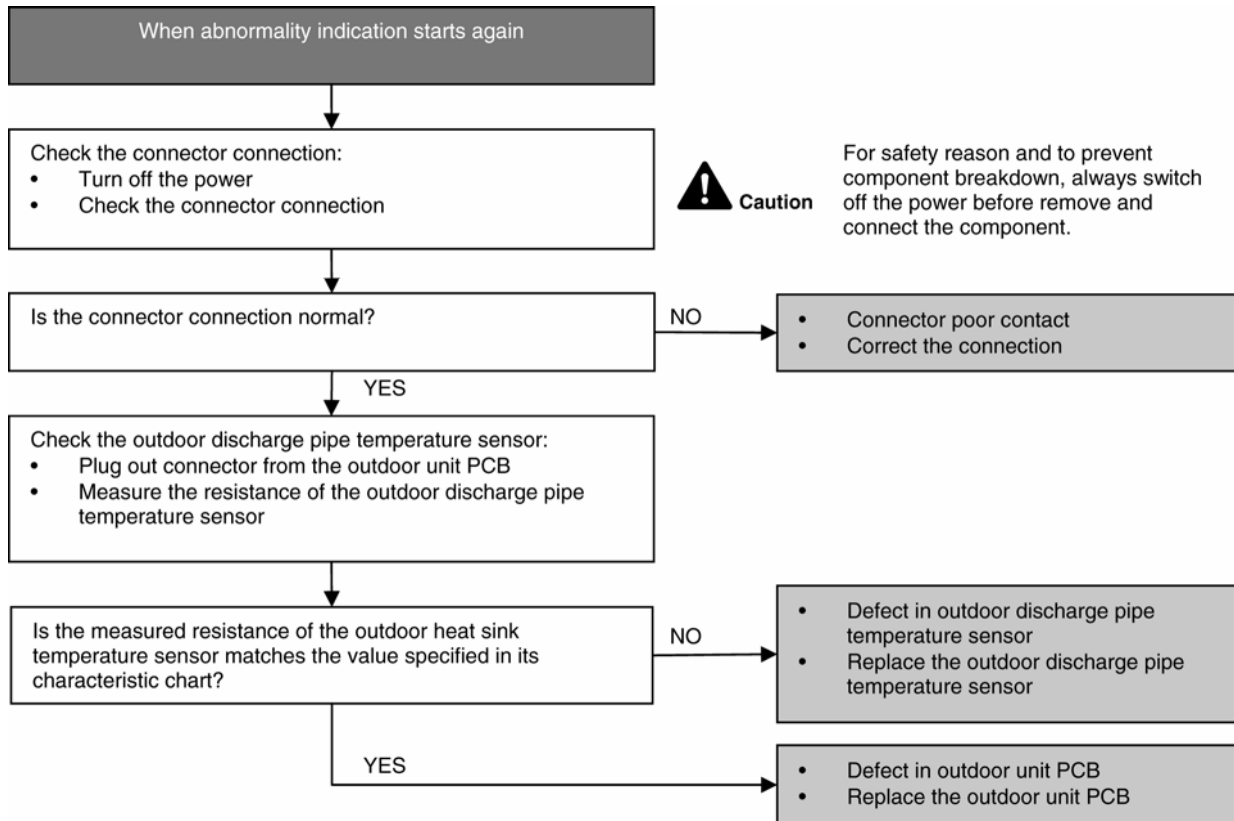 When abnormality indication starts again
Check the connector connection:
• Turn off the power
• Check the connector connection
Caution
For safety reason and to prevent
component breakdown, always switch
off the power before remove and
connect the component.
Is the connector connection normal?
NO
• Connector poor contact
• Correct the connection
YES
Check the outdoor discharge pipe temperature sensor:
• Plug out connector from the outdoor unit PCB
• Measure the resistance of the outdoor discharge pipe
temperature sensor
Is the measured resistance of the outdoor heat sink
temperature sensor matches the value specified in its
characteristic chart?
NO
• Defect in outdoor discharge pipe
temperature sensor
• Replace the outdoor discharge pipe
temperature sensor
YES
• Defect in outdoor unit PCB
• Replace the outdoor unit PCB